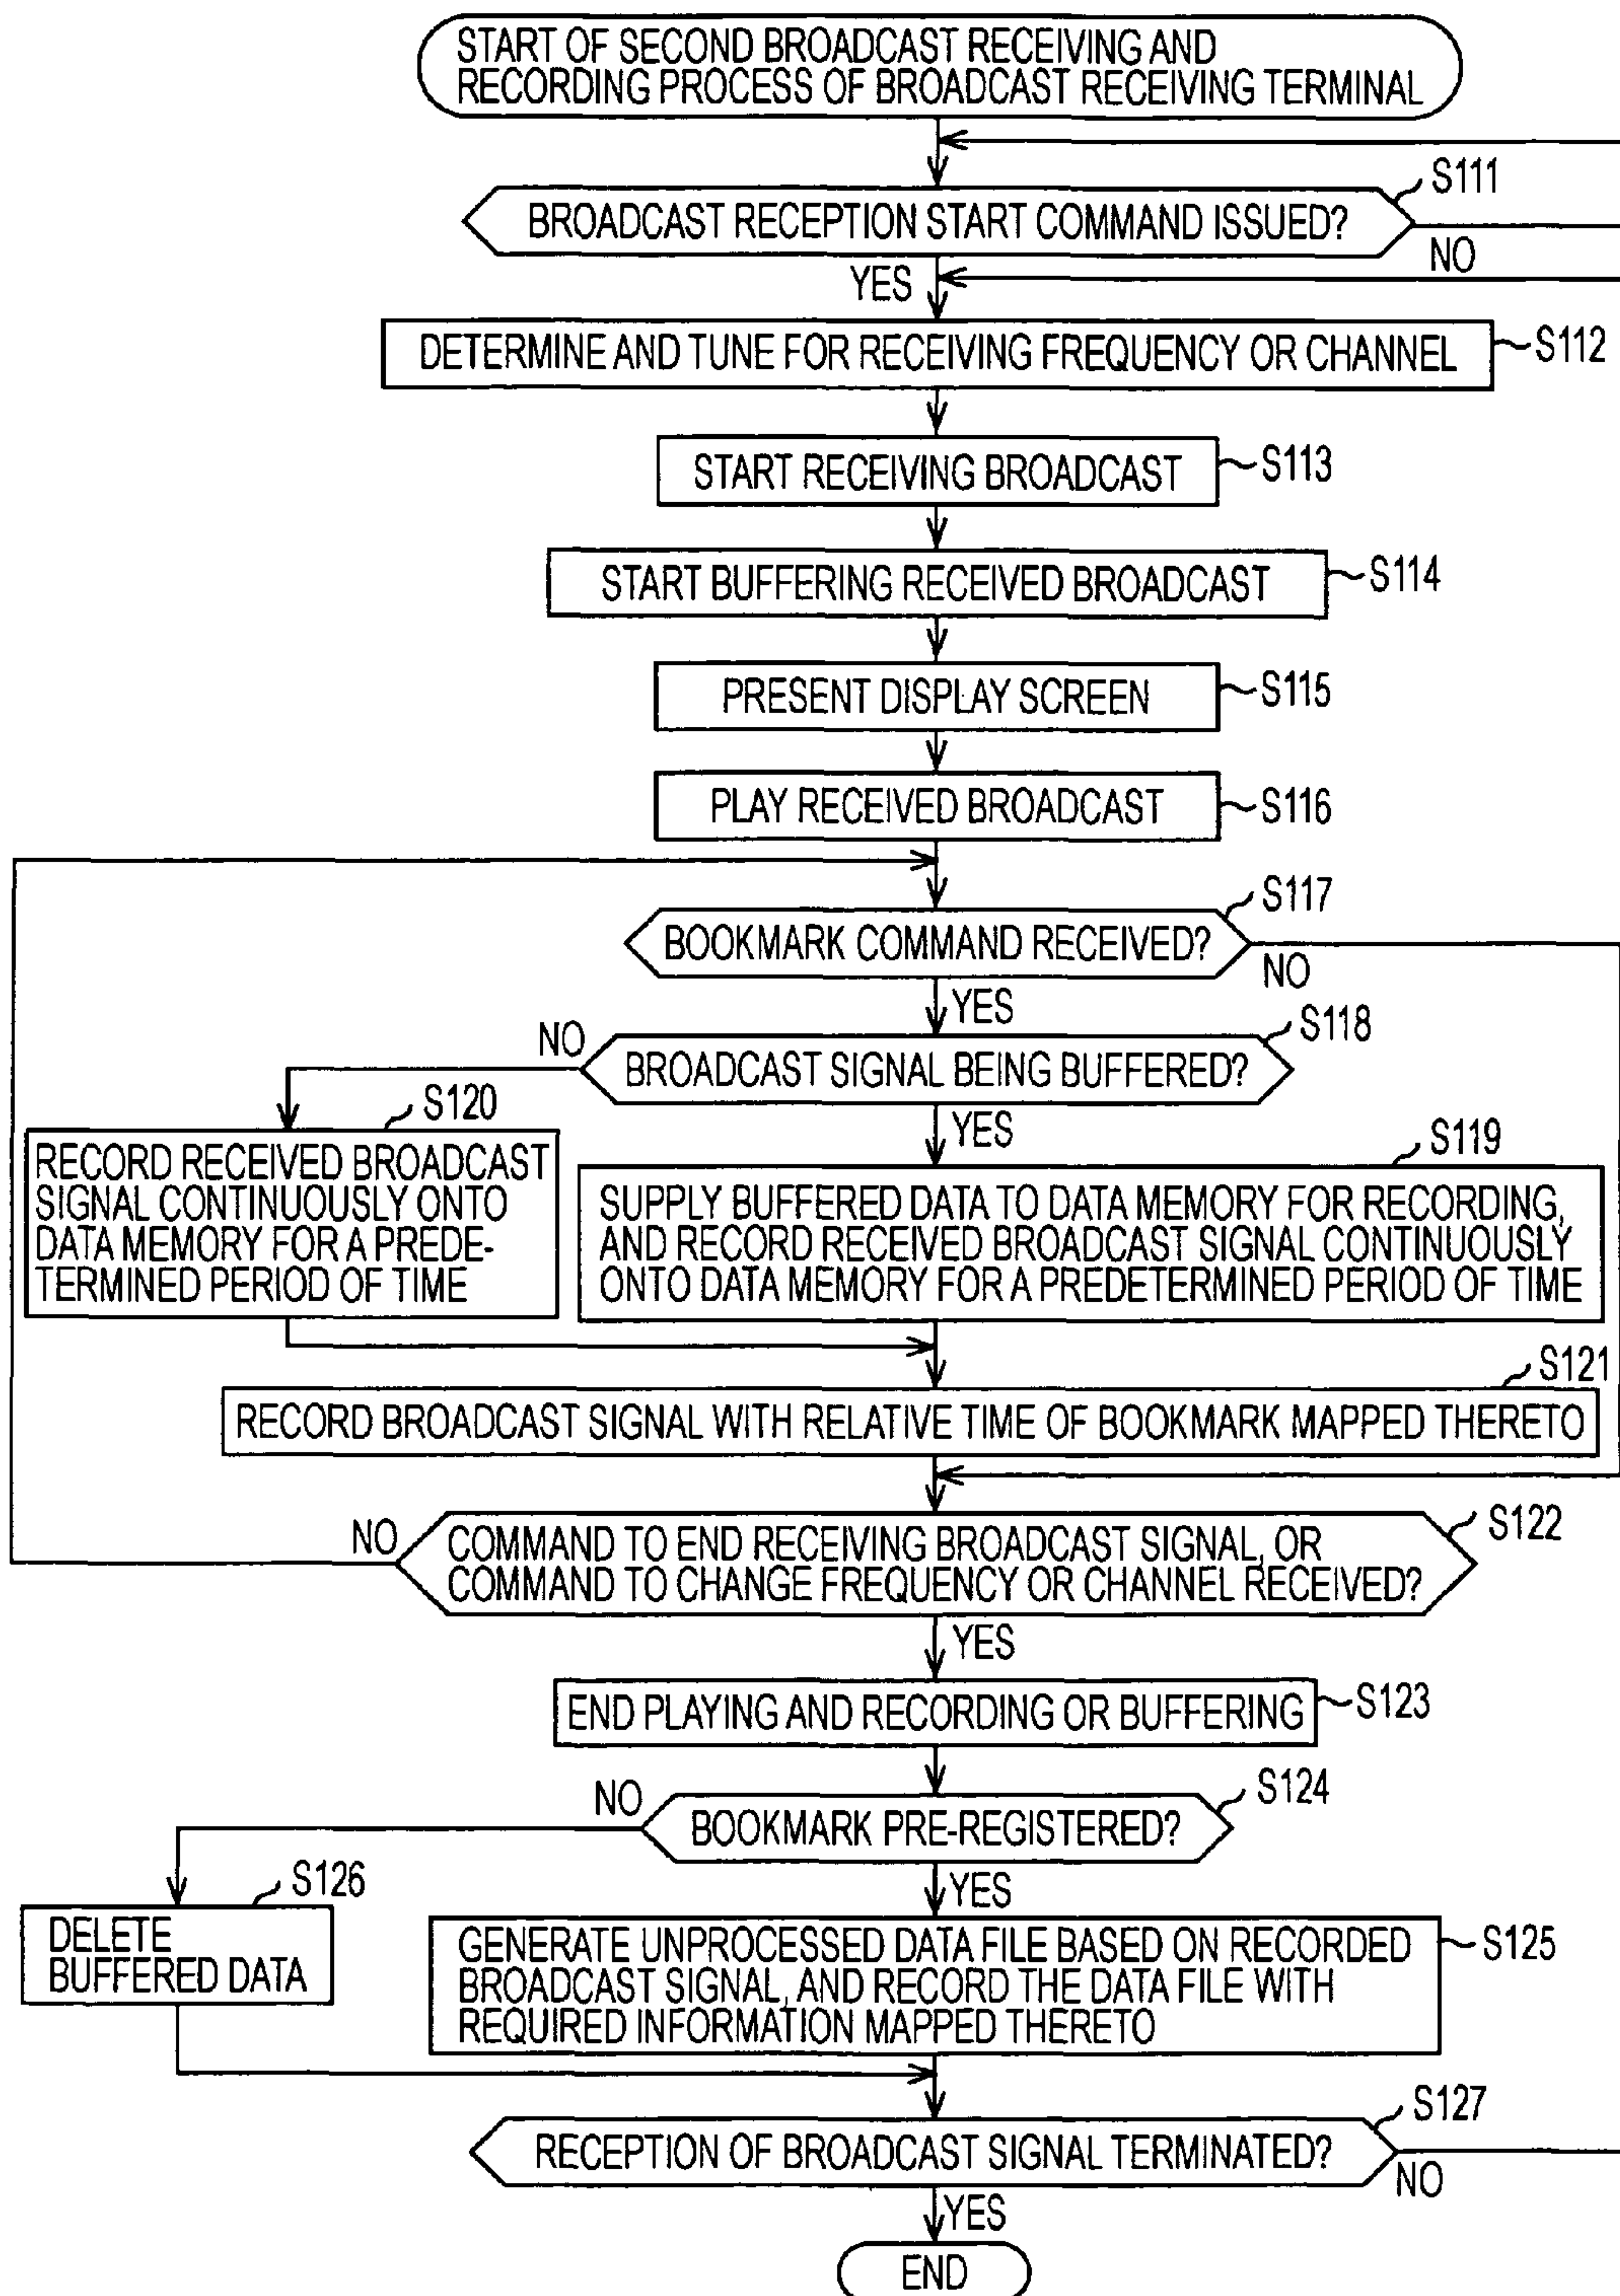 START OF SECOND BROADCAST RECEIVING AND
RECORDING PROCESS OF BROADCAST RECEIVING TERMINAL
S111
BROADCAST RECEPTION START COMMAND ISSUED?
NO
YES
DETERMINE AND TUNE FOR RECEIVING FREQUENCY OR CHANNEL
S112
START RECEIVING BROADCAST
S113
START BUFFERING RECEIVED BROADCAST
S114
PRESENT DISPLAY SCREEN
S115
PLAY RECEIVED BROADCAST
S116
S117
BOOKMARK COMMAND RECEIVED?
NO
YES
S118
NO
BROADCAST SIGNAL BEING BUFFERED?
YES
S120
RECORD RECEIVED BROADCAST
SIGNAL CONTINUOUSLY ONTO
DATA MEMORY FOR A PREDE-
TERMINED PERIOD OF TIME
S119
SUPPLY BUFFERED DATA TO DATA MEMORY FOR RECORDING,
AND RECORD RECEIVED BROADCAST SIGNAL CONTINUOUSLY
ONTO DATA MEMORY FOR A PREDETERMINED PERIOD OF TIME
S121
RECORD BROADCAST SIGNAL WITH RELATIVE TIME OF BOOKMARK MAPPED THERETO
S122
NO
COMMAND TO END RECEIVING BROADCAST SIGNAL, OR
COMMAND TO CHANGE FREQUENCY OR CHANNEL RECEIVED?
YES
END PLAYING AND RECORDING OR BUFFERING
S123
S124
NO
BOOKMARK PRE-REGISTERED?
YES
S126
DELETE
BUFFERED DATA
GENERATE UNPROCESSED DATA FILE BASED ON RECORDED
BROADCAST SIGNAL, AND RECORD THE DATA FILE WITH
REQUIRED INFORMATION MAPPED THERETO
S125
S127
RECEPTION OF BROADCAST SIGNAL TERMINATED?
NO
YES
END